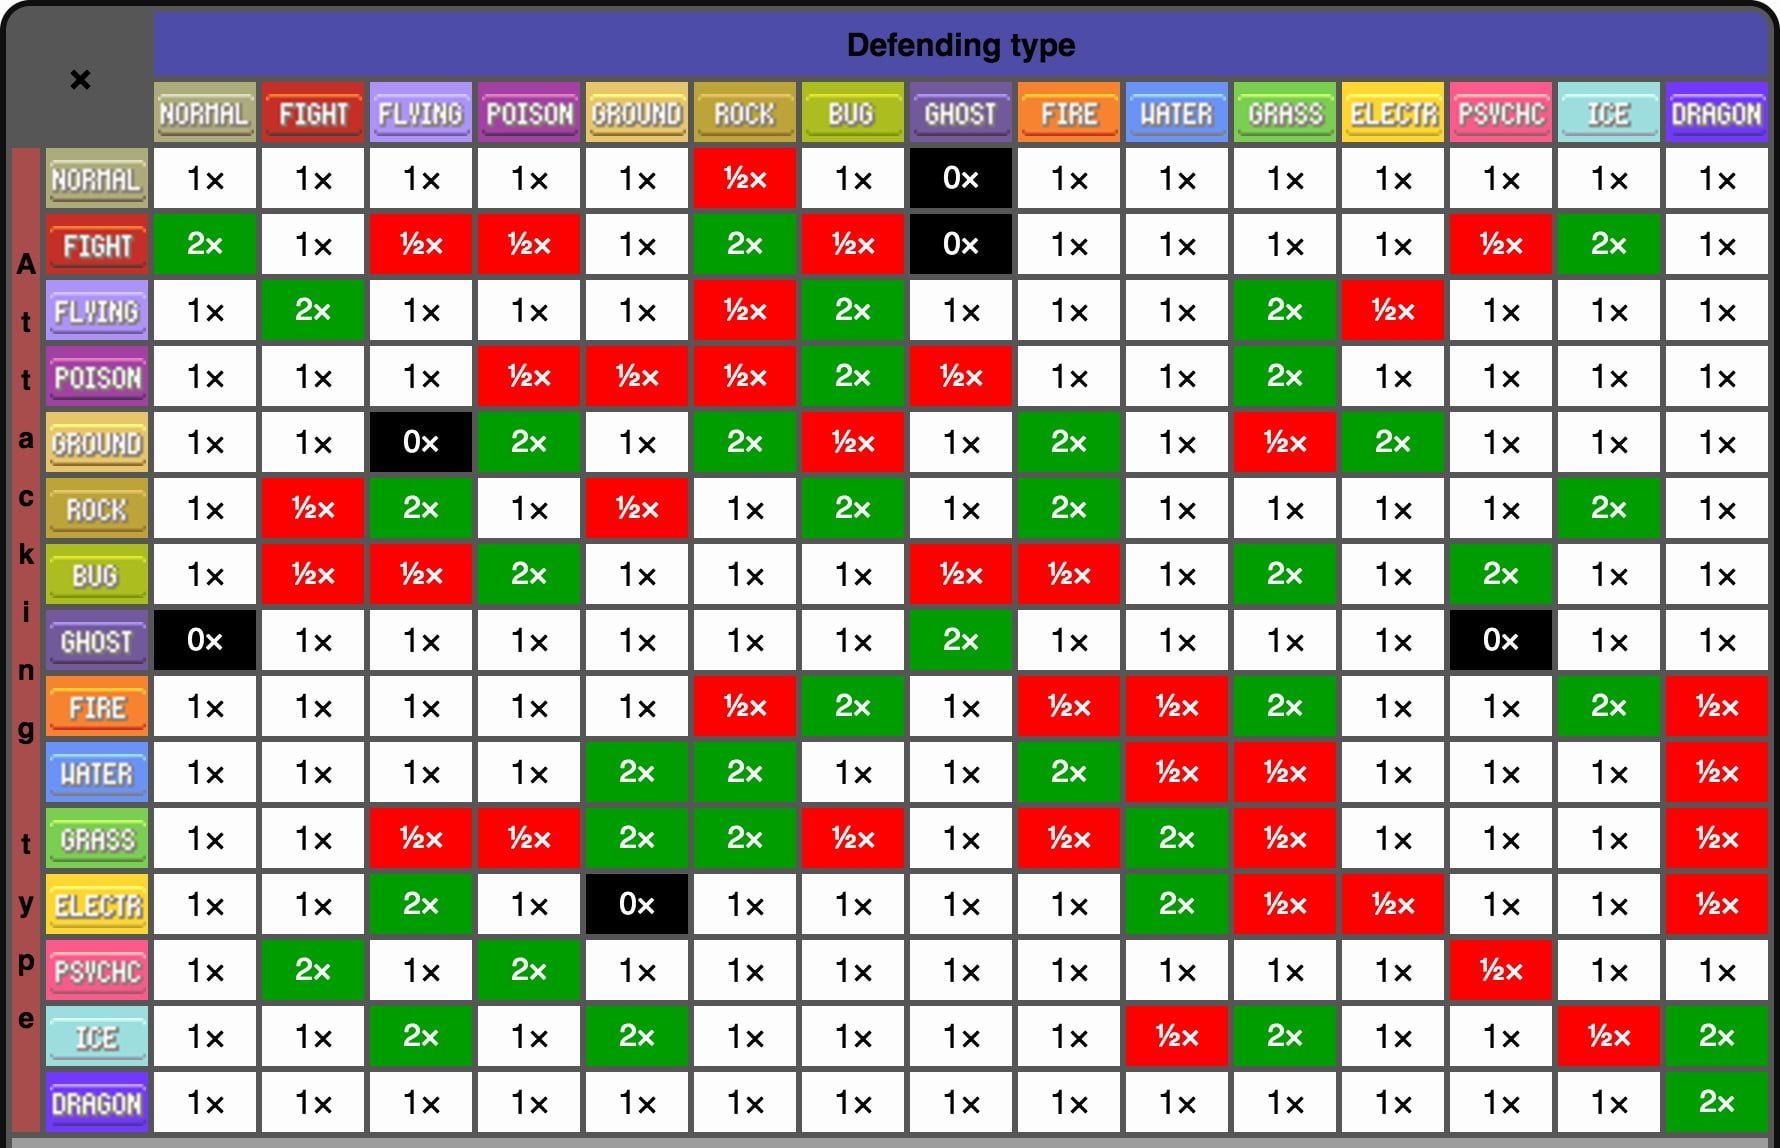 ×
Defending type
NORMAL FIGHT FLYING POISON GROUND ROCK BUG GHOST FIRE WATER GRASS ELECTR PSYCHC ICE DRAGON
Attacking type
NORMAL 1× 1× 1× 1× 1× ½× 1× 0× 1× 1× 1× 1× 1× 1× 1×
FIGHT 2× 1× ½× ½× 1× 2× ½× 0× 1× 1× 1× 1× ½× 2× 1×
FLYING 1× 2× 1× 1× 1× ½× 2× 1× 1× 1× 2× ½× 1× 1× 1×
POISON 1× 1× 1× ½× ½× ½× 2× ½× 1× 1× 2× 1× 1× 1× 1×
GROUND 1× 1× 0× 2× 1× 2× ½× 1× 2× 1× ½× 2× 1× 1× 1×
ROCK 1× ½× 2× 1× ½× 1× 2× 1× 2× 1× 1× 1× 1× 2× 1×
BUG 1× ½× ½× 2× 1× 1× 1× ½× ½× 1× 2× 1× 2× 1× 1×
GHOST 0× 1× 1× 1× 1× 1× 1× 2× 1× 1× 1× 1× 0× 1× 1×
FIRE 1× 1× 1× 1× 1× ½× 2× 1× ½× ½× 2× 1× 1× 2× ½×
WATER 1× 1× 1× 1× 2× 2× 1× 1× 2× ½× ½× 1× 1× 1× ½×
GRASS 1× 1× ½× ½× 2× 2× ½× 1× ½× 2× ½× 1× 1× 1× ½×
ELECTR 1× 1× 2× 1× 0× 1× 1× 1× 1× 2× ½× ½× 1× 1× ½×
PSYCHC 1× 2× 1× 2× 1× 1× 1× 1× 1× 1× 1× 1× ½× 1× 1×
ICE 1× 1× 2× 1× 2× 1× 1× 1× 1× ½× 2× 1× 1× ½× 2×
DRAGON 1× 1× 1× 1× 1× 1× 1× 1× 1× 1× 1× 1× 1× 1× 2×